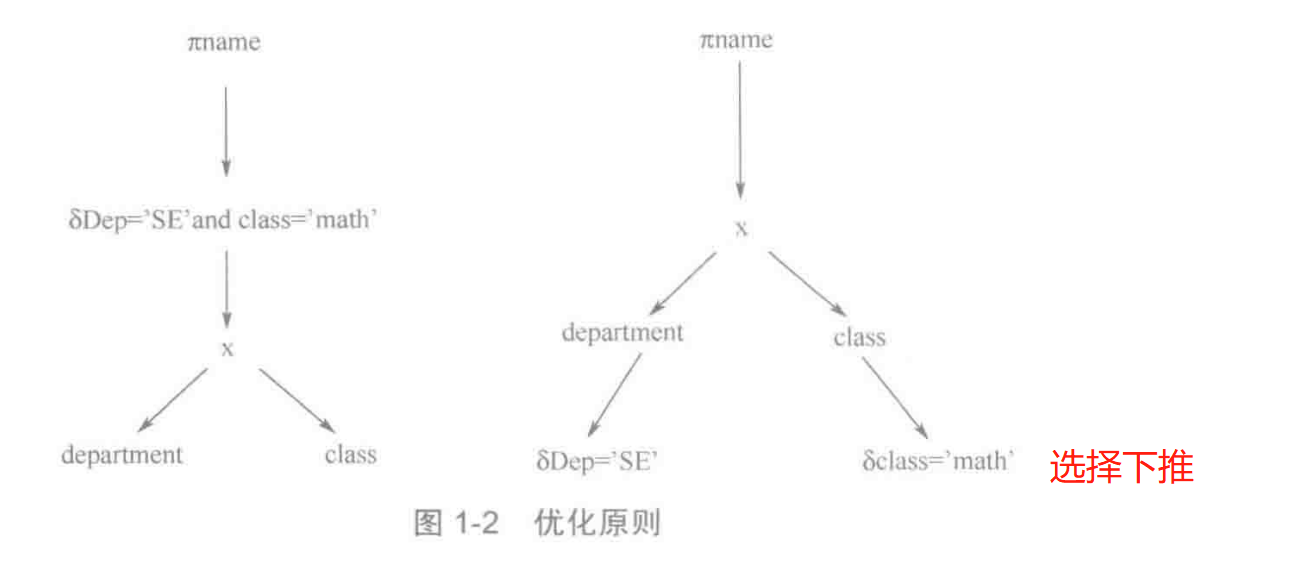 πname
πname
δDep='SE'and class='math'
x
x
department
class
department
class
δDep='SE'
δclass='math'
选择下推
图 1-2 优化原则